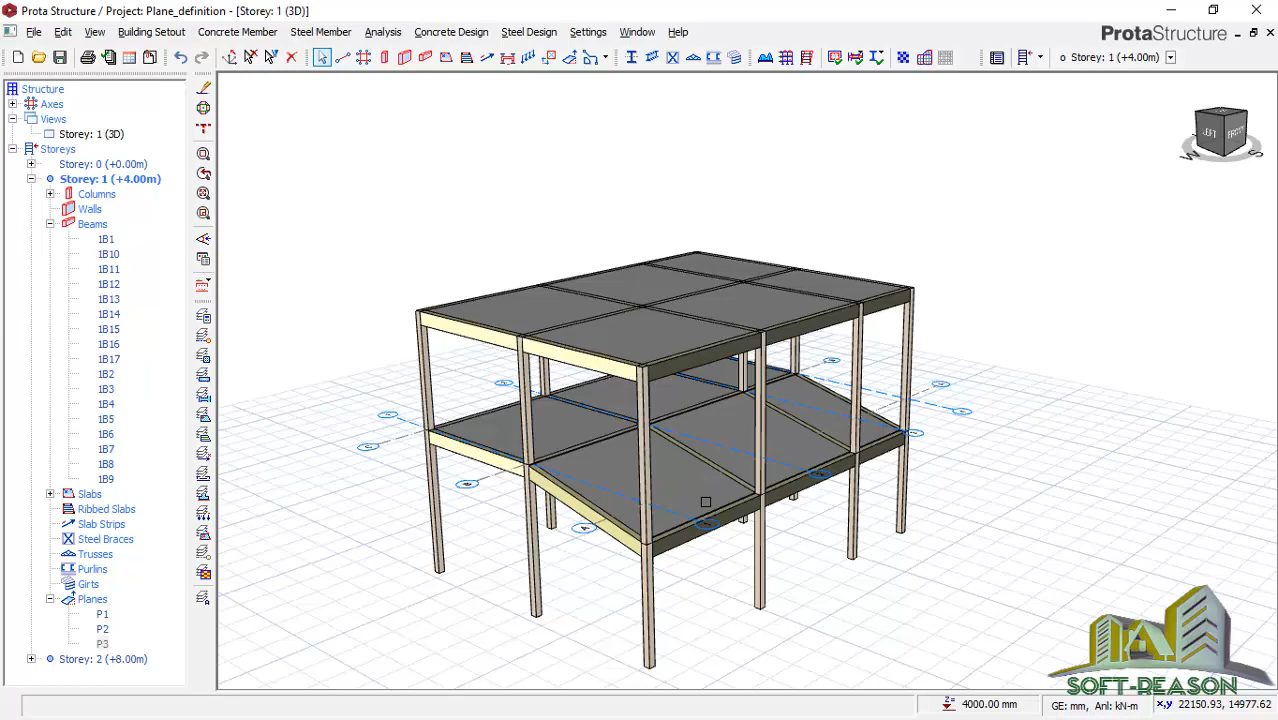 Prota Structure / Project: Plane_definition - [Storey: 1 (3D)]
File Edit View Building Setout Concrete Member Steel Member Analysis Concrete Design Steel Design Settings Window Help
ProtaStructure
o Storey: 1 (+4.00m)
Structure
Axes
Views
Storey: 1 (3D)
Storeys
Storey: 0 (+0.00m)
Storey: 1 (+4.00m)
Columns
Walls
Beams
1B1
1B10
1B11
1B12
1B13
1B14
1B15
1B16
1B17
1B2
1B3
1B4
1B5
1B6
1B7
1B8
1B9
Slabs
Ribbed Slabs
Slab Strips
Steel Braces
Trusses
Purlins
Girts
Planes
P1
P2
P3
Storey: 2 (+8.00m)
LEFT
W
S
SOFT-REASON
Z=
4000.00 mm
GE: mm, Anl: kN-m
x,y 22150.93, 14977.62